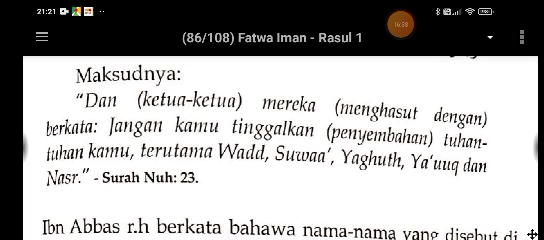 21:21
16:58
(86/108) Fatwa Iman - Rasul 1
Maksudnya:
“Dan (ketua-ketua) mereka (menghasut dengan)
berkata: Jangan kamu tinggalkan (penyembahan) tuhan-
tuhan kamu, terutama Wadd, Suwaa’, Yaghuth, Ya‘uuq dan
Nasr.” - Surah Nuh: 23.
Ibn Abbas r.h berkata bahawa nama-nama yang disebut di